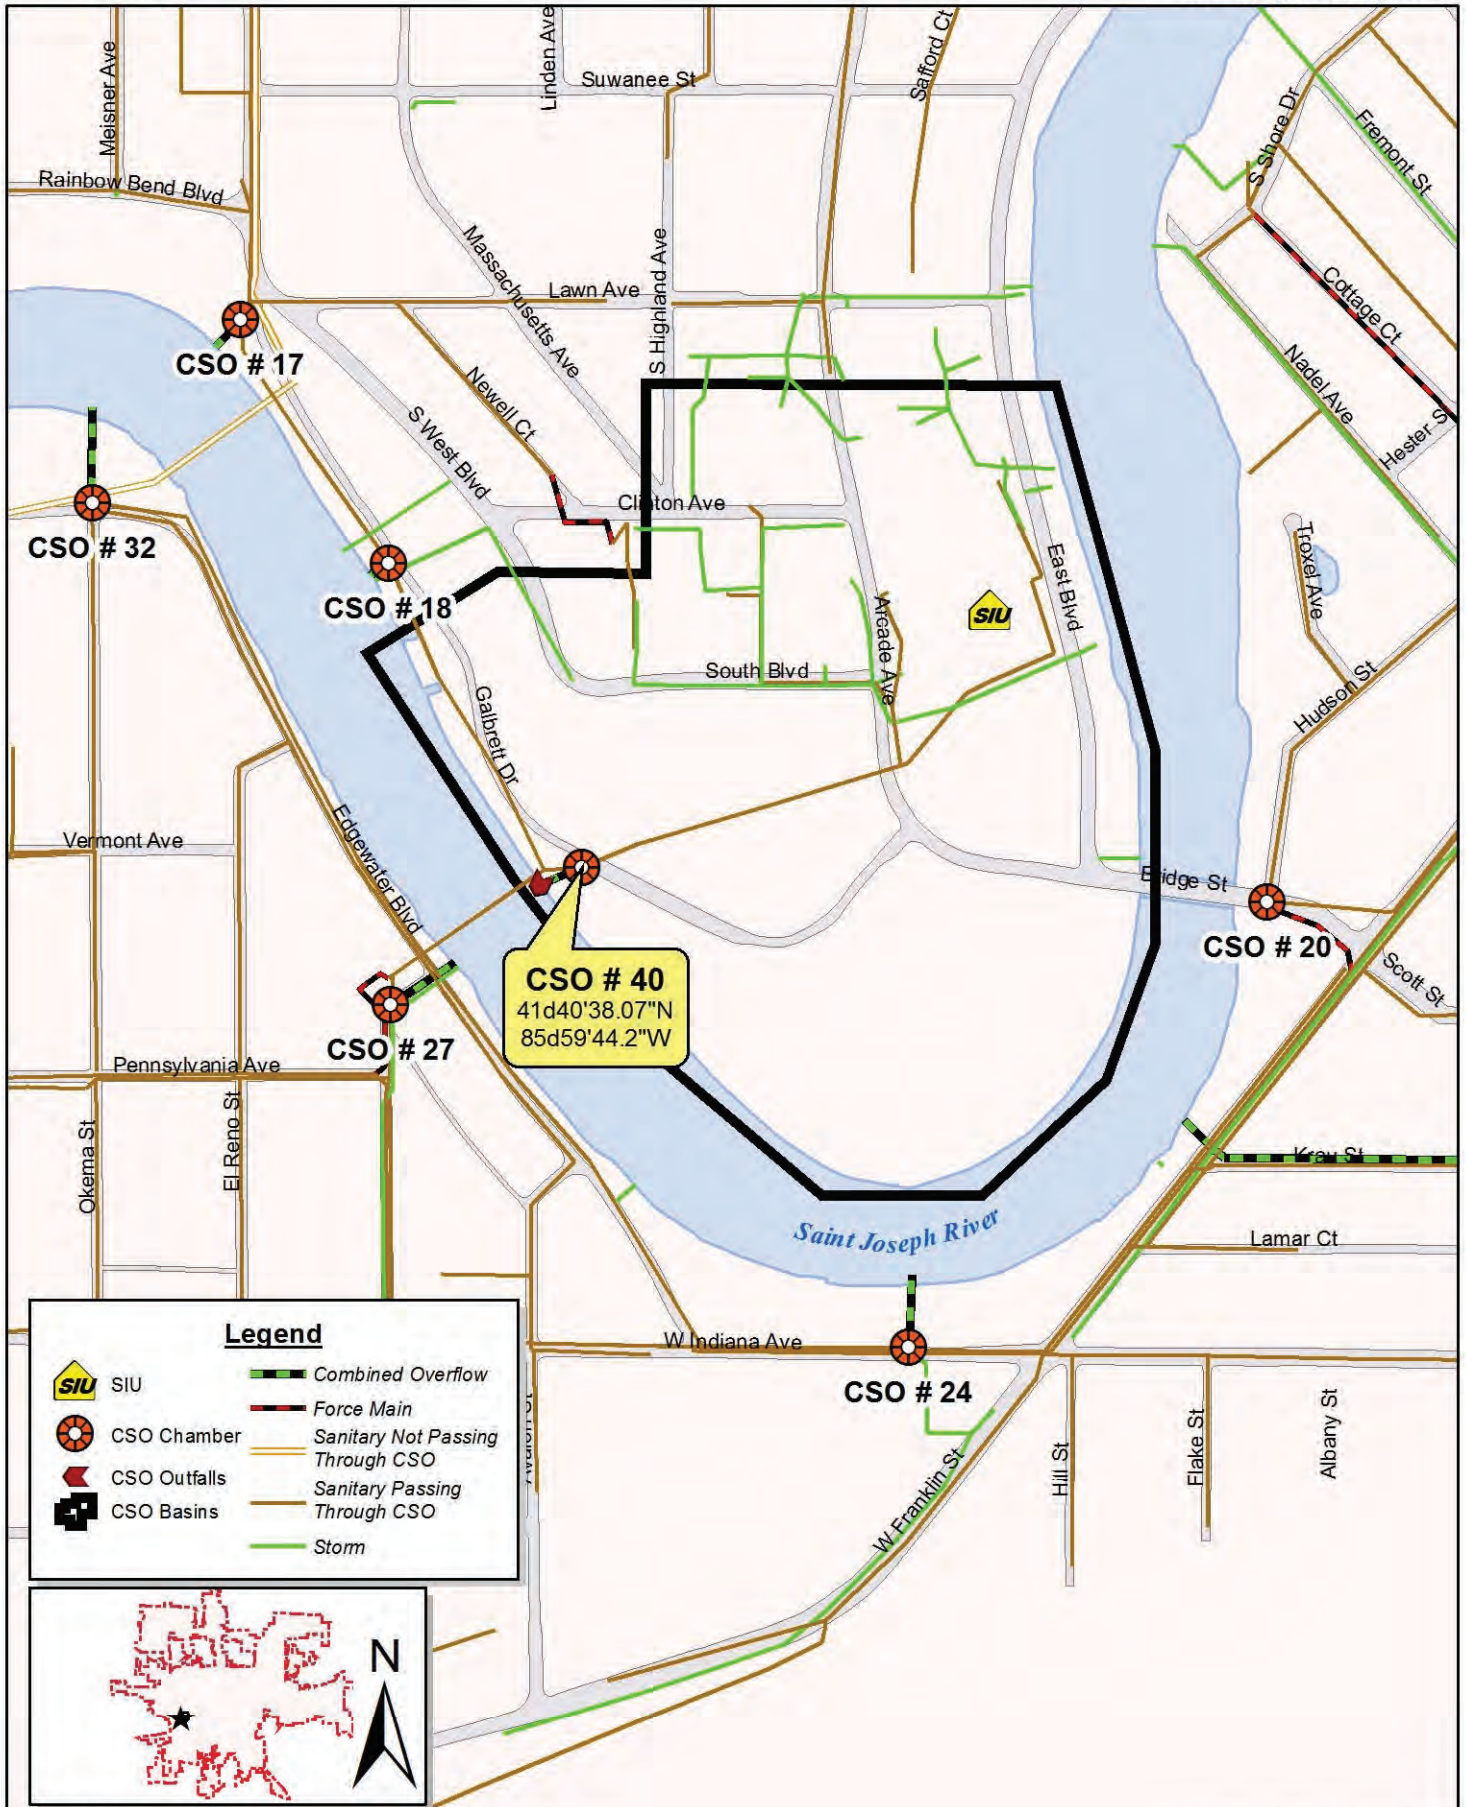 Linden Ave
Safford Ct
Meisner Ave
Suwanee St
S Shore Dr
Fremont St
Rainbow Bend Blvd
Massachusetts Ave
S Highland Ave
Lawn Ave
Cottage Ct
CSO # 17
Newell Ct
Nadel Ave
S West Blvd
Hester S
Clinton Ave
CSO # 32
Troxel Ave
East Blvd
CSO # 18
Arcade Ave
SIU
South Blvd
Hudson St
Galbrett Dr
Vermont Ave
Edgewater Blvd
Bridge St
CSO # 20
Scott St
CSO # 40
41d40'38.07"N
85d59'44.2"W
CSO # 27
Pennsylvania Ave
Okema St
El Reno St
Krau St
Saint Joseph River
Lamar Ct
W Indiana Ave
CSO # 24
Hill St
Flake St
Albany St
W Franklin St
Legend
SIU SIU
CSO Chamber
CSO Outfalls
CSO Basins
Combined Overflow
Force Main
Sanitary Not Passing
Through CSO
Sanitary Passing
Through CSO
Storm
N